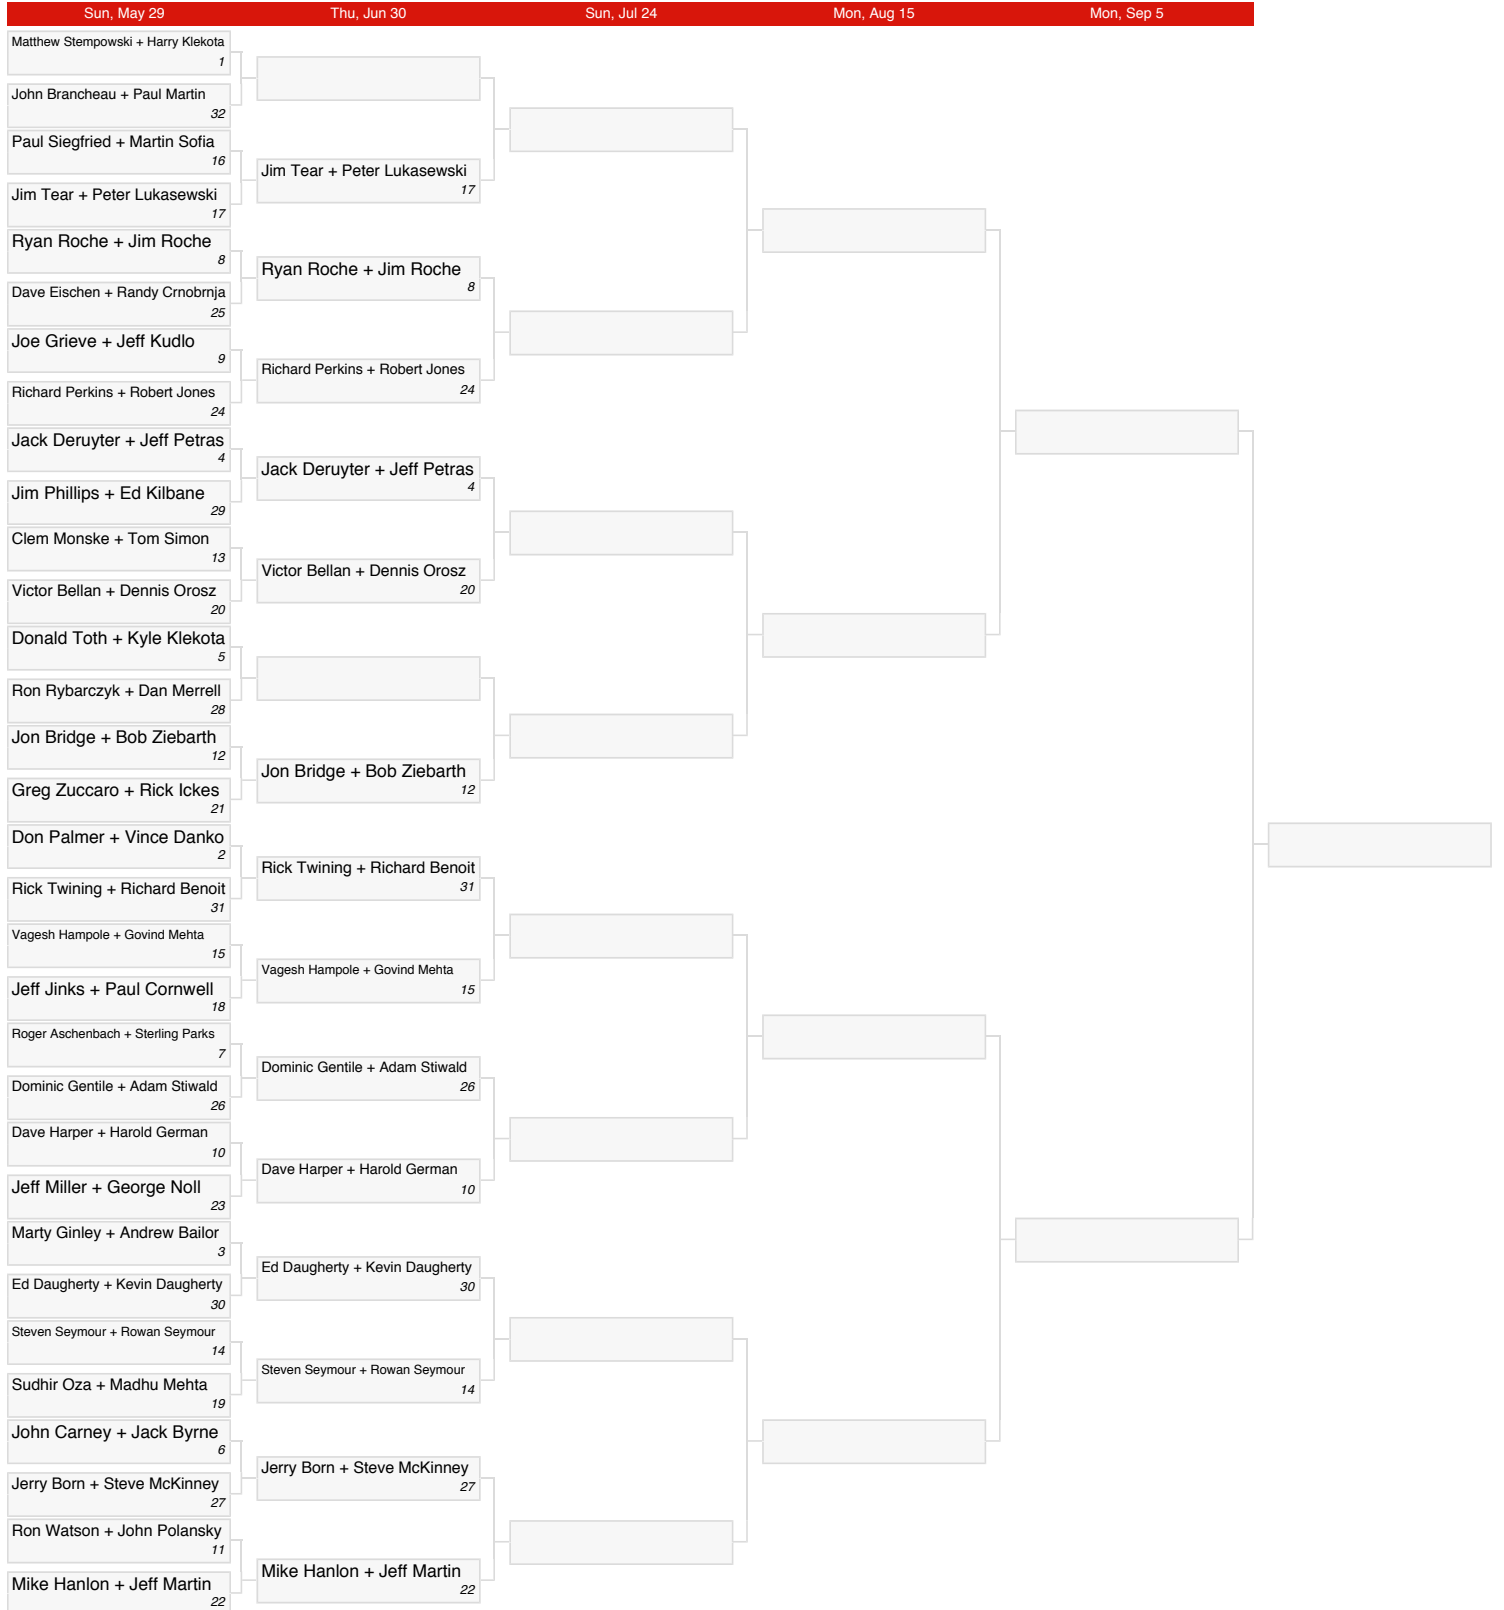 Sun, May 29
Thu, Jun 30
Sun, Jul 24
Mon, Aug 15
Mon, Sep 5
Matthew Stempowski + Harry Klekota
1
John Brancheau + Paul Martin
32
Paul Siegfried + Martin Sofia
16
Jim Tear + Peter Lukasewski
17
Ryan Roche + Jim Roche
8
Dave Eischen + Randy Crnobrnja
25
Joe Grieve + Jeff Kudlo
9
Richard Perkins + Robert Jones
24
Jack Deruyter + Jeff Petras
4
Jim Phillips + Ed Kilbane
29
Clem Monske + Tom Simon
13
Victor Bellan + Dennis Orosz
20
Donald Toth + Kyle Klekota
5
Ron Rybarczyk + Dan Merrell
28
Jon Bridge + Bob Ziebarth
12
Greg Zuccaro + Rick Ickes
21
Don Palmer + Vince Danko
2
Rick Twining + Richard Benoit
31
Vagesh Hampole + Govind Mehta
15
Jeff Jinks + Paul Cornwell
18
Roger Aschenbach + Sterling Parks
7
Dominic Gentile + Adam Stiwald
26
Dave Harper + Harold German
10
Jeff Miller + George Noll
23
Marty Ginley + Andrew Bailor
3
Ed Daugherty + Kevin Daugherty
30
Steven Seymour + Rowan Seymour
14
Sudhir Oza + Madhu Mehta
19
John Carney + Jack Byrne
6
Jerry Born + Steve McKinney
27
Ron Watson + John Polansky
11
Mike Hanlon + Jeff Martin
22
Jim Tear + Peter Lukasewski
17
Ryan Roche + Jim Roche
8
Richard Perkins + Robert Jones
24
Jack Deruyter + Jeff Petras
4
Victor Bellan + Dennis Orosz
20
Jon Bridge + Bob Ziebarth
12
Rick Twining + Richard Benoit
31
Vagesh Hampole + Govind Mehta
15
Dominic Gentile + Adam Stiwald
26
Dave Harper + Harold German
10
Ed Daugherty + Kevin Daugherty
30
Steven Seymour + Rowan Seymour
14
Jerry Born + Steve McKinney
27
Mike Hanlon + Jeff Martin
22